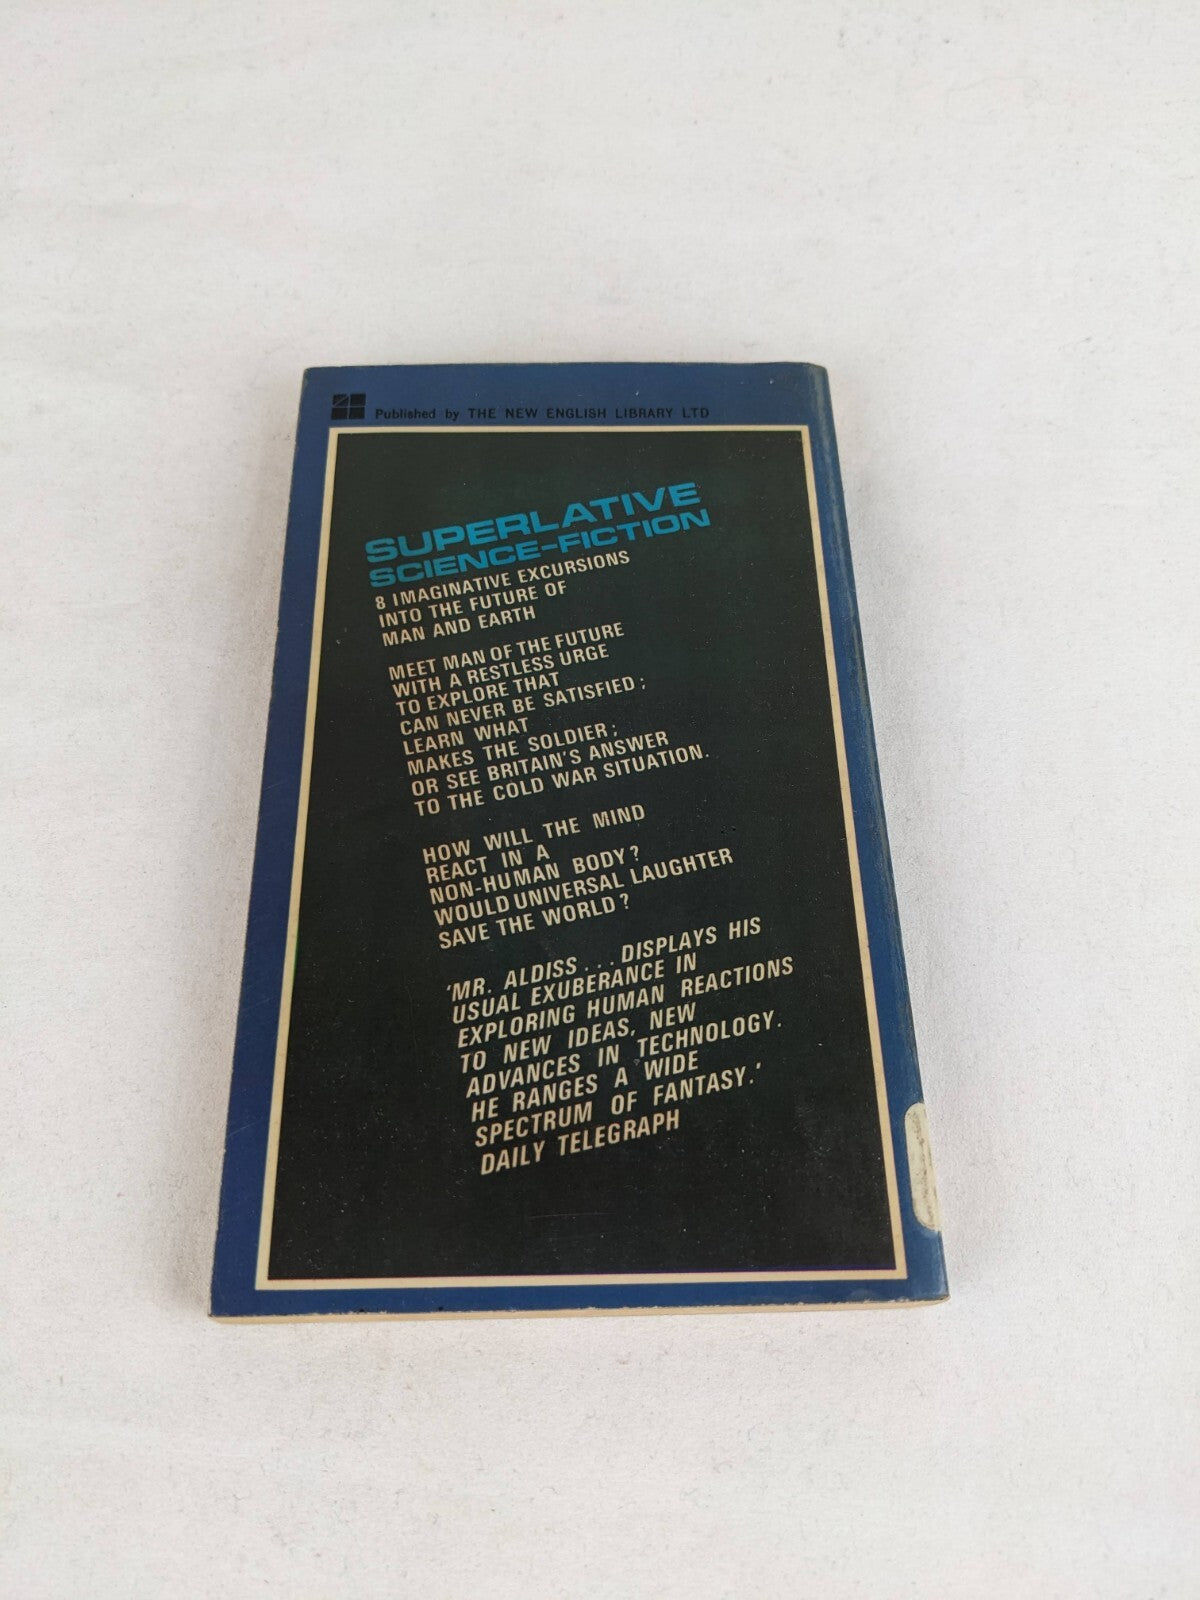 Published by THE NEW ENGLISH LIBRARY LTD
SUPERLATIVE
SCIENCE-FICTION
8 IMAGINATIVE EXCURSIONS
INTO THE FUTURE OF
MAN AND EARTH
MEET MAN OF THE FUTURE
WITH A RESTLESS URGE
TO EXPLORE THAT
CAN NEVER BE SATISFIED;
LEARN WHAT
MAKES THE SOLDIER;
OR SEE BRITAIN'S ANSWER
TO THE COLD WAR SITUATION.
HOW WILL THE MIND
REACT IN A
NON-HUMAN BODY?
WOULD UNIVERSAL LAUGHTER
SAVE THE WORLD?
'MR. ALDISS...DISPLAYS HIS
USUAL EXUBERANCE IN
EXPLORING HUMAN REACTIONS
TO NEW IDEAS, NEW
ADVANCES IN TECHNOLOGY.
HE RANGES A WIDE
SPECTRUM OF FANTASY.'
DAILY TELEGRAPH